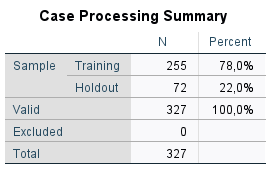 Case Processing Summary
N Percent
Sample Training 255 78,0%
Holdout 72 22,0%
Valid 327 100,0%
Excluded 0
Total 327